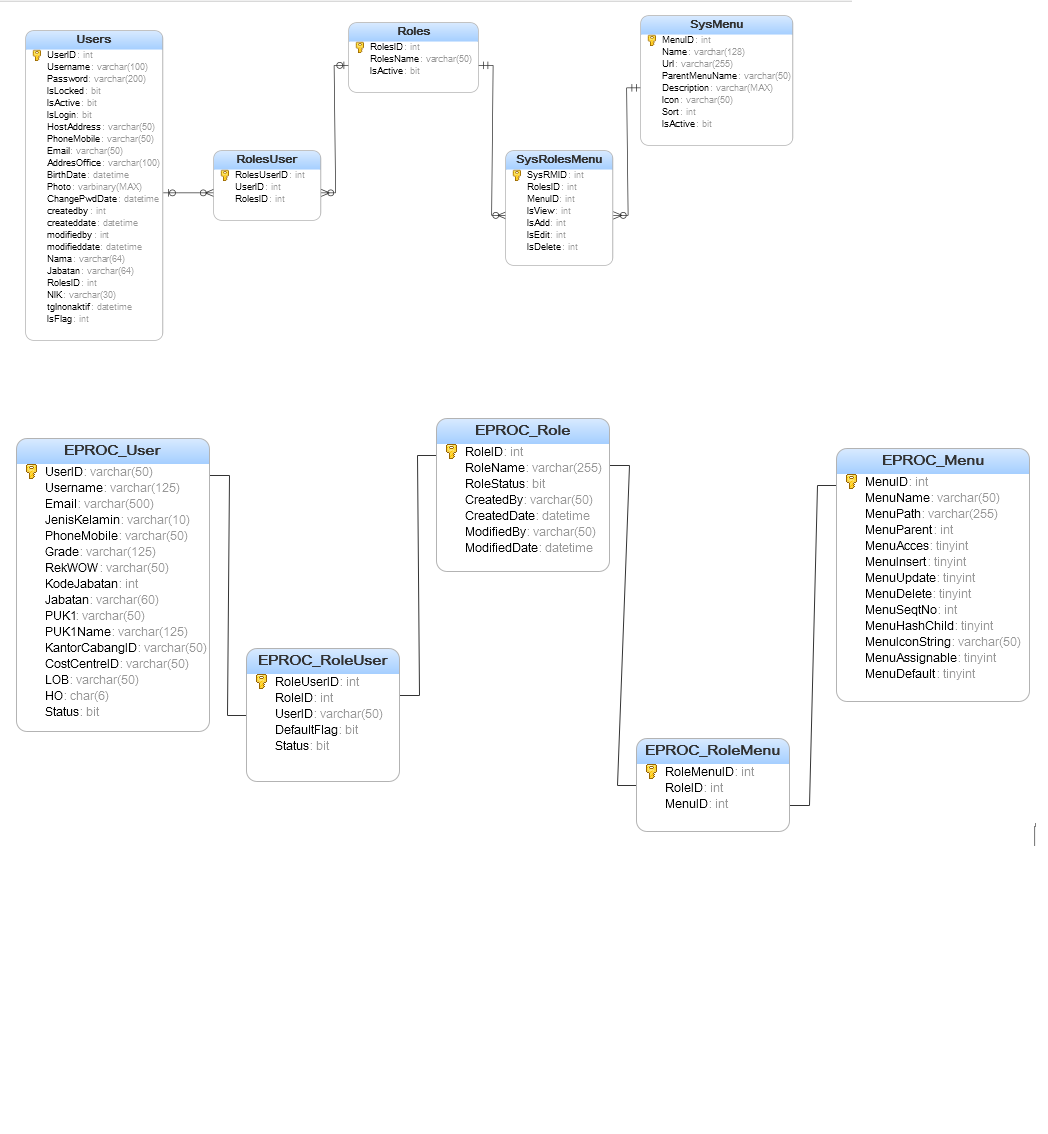 Users
UserID: int
Username: varchar(100)
Password: varchar(200)
IsLocked: bit
IsActive: bit
IsLogin: bit
HostAddress: varchar(50)
PhoneMobile: varchar(50)
Email: varchar(50)
AddresOffice: varchar(100)
BirthDate: datetime
Photo: varbinary(MAX)
ChangePwdDate: datetime
createdby: int
createddate: datetime
modifiedby: int
modifieddate: datetime
Nama: varchar(64)
Jabatan: varchar(64)
RolesID: int
NIK: varchar(30)
tglnonaktif: datetime
IsFlag: int
RolesUser
RolesUserID: int
UserID: int
RolesID: int
Roles
RolesID: int
RolesName: varchar(50)
IsActive: bit
SysRolesMenu
SysRMID: int
RolesID: int
MenuID: int
IsView: int
IsAdd: int
IsEdit: int
IsDelete: int
SysMenu
MenuID: int
Name: varchar(128)
Url: varchar(255)
ParentMenuName: varchar(50)
Description: varchar(MAX)
Icon: varchar(50)
Sort: int
IsActive: bit
EPROC_User
UserID: varchar(50)
Username: varchar(125)
Email: varchar(500)
JenisKelamin: varchar(10)
PhoneMobile: varchar(50)
Grade: varchar(125)
RekWOW: varchar(50)
KodeJabatan: int
Jabatan: varchar(60)
PUK1: varchar(50)
PUK1Name: varchar(125)
KantorCabangID: varchar(50)
CostCentreID: varchar(50)
LOB: varchar(50)
HO: char(6)
Status: bit
EPROC_RoleUser
RoleUserID: int
RoleID: int
UserID: varchar(50)
DefaultFlag: bit
Status: bit
EPROC_Role
RoleID: int
RoleName: varchar(255)
RoleStatus: bit
CreatedBy: varchar(50)
CreatedDate: datetime
ModifiedBy: varchar(50)
ModifiedDate: datetime
EPROC_RoleMenu
RoleMenuID: int
RoleID: int
MenuID: int
EPROC_Menu
MenuID: int
MenuName: varchar(50)
MenuPath: varchar(255)
MenuParent: int
MenuAcces: tinyint
MenuInsert: tinyint
MenuUpdate: tinyint
MenuDelete: tinyint
MenuSeqtNo: int
MenuHashChild: tinyint
MenuIconString: varchar(50)
MenuAssignable: tinyint
MenuDefault: tinyint